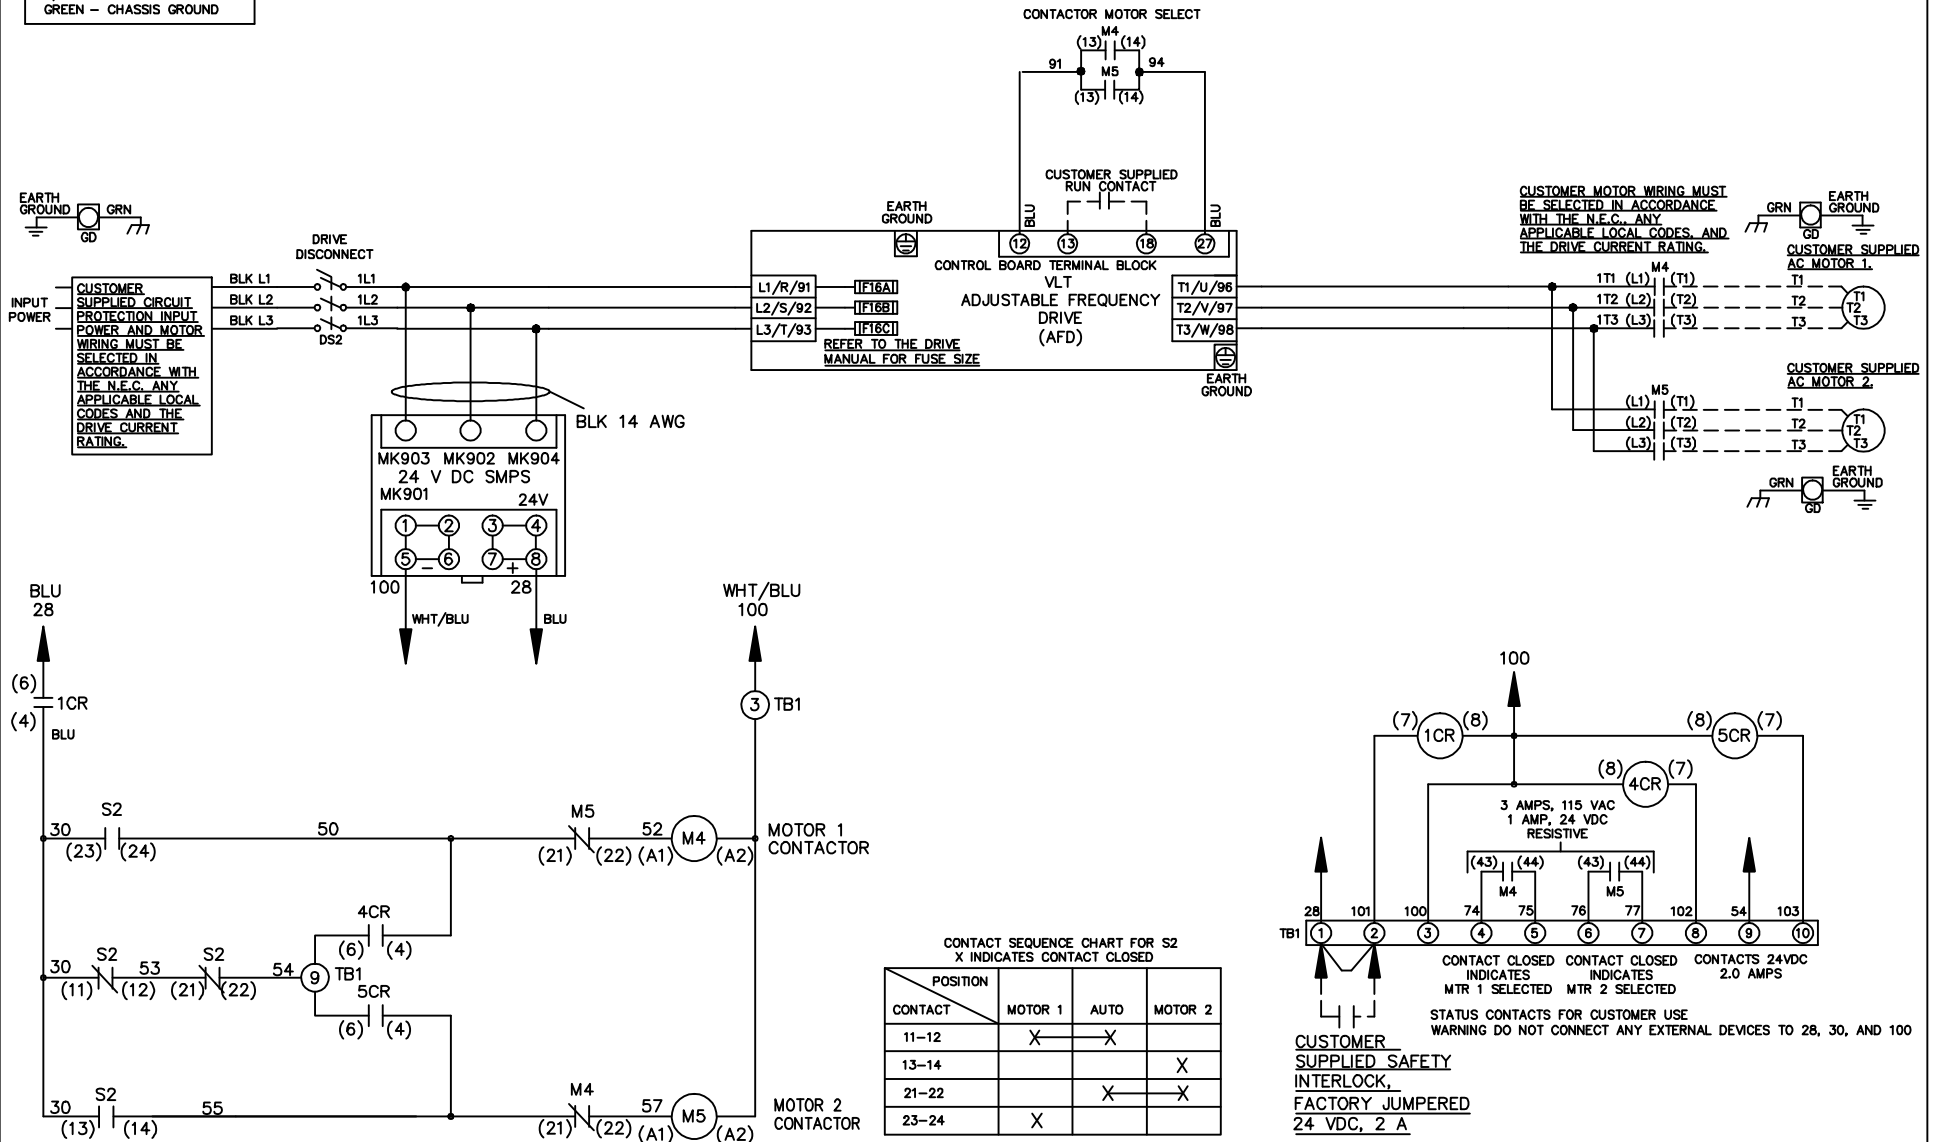 GREEN – CHASSIS GROUND
CONTACTOR MOTOR SELECT
M4
(13) (14)
91 94
M5
(13) (14)
CUSTOMER SUPPLIED
RUN CONTACT
BLU BLU
EARTH
GROUND
12 13 18 27
CONTROL BOARD TERMINAL BLOCK
VLT
ADJUSTABLE FREQUENCY
DRIVE
(AFD)
L1/R/91 IF16AI
L2/S/92 IF16BI
L3/T/93 IF16CI
REFER TO THE DRIVE
MANUAL FOR FUSE SIZE
T1/U/96
T2/V/97
T3/W/98
EARTH
GROUND
EARTH
GROUND GRN
GD
DRIVE
DISCONNECT
INPUT
POWER
CUSTOMER
SUPPLIED CIRCUIT
PROTECTION INPUT
POWER AND MOTOR
WIRING MUST BE
SELECTED IN
ACCORDANCE WITH
THE N.E.C. ANY
APPLICABLE LOCAL
CODES AND THE
DRIVE CURRENT
RATING.
BLK L1 1L1
BLK L2 1L2
BLK L3 1L3
DS2
BLK 14 AWG
MK903 MK902 MK904
24 V DC SMPS
MK901
24V
1 2 3 4
5 – 6 7 + 8
100 28
WHT/BLU BLU
CUSTOMER MOTOR WIRING MUST
BE SELECTED IN ACCORDANCE
WITH THE N.E.C., ANY
APPLICABLE LOCAL CODES, AND
THE DRIVE CURRENT RATING.
GRN EARTH
GROUND
GD
CUSTOMER SUPPLIED
AC MOTOR 1.
M4
1T1 (L1) (T1) T1 T1
1T2 (L2) (T2) T2 T2
1T3 (L3) (T3) T3 T3
CUSTOMER SUPPLIED
AC MOTOR 2.
M5
(L1) (T1) T1 T1
(L2) (T2) T2 T2
(L3) (T3) T3 T3
GRN EARTH
GROUND
GD
BLU
28
(6)
1CR
(4)
BLU
WHT/BLU
100
3 TB1
S2
30 50
(23) (24)
M5
(21) (22)
52
(A1) M4 (A2)
MOTOR 1
CONTACTOR
4CR
(6) (4)
S2 S2
30 53 54
(11) (12) (21) (22)
9 TB1
5CR
(6) (4)
S2
30 55
(13) (14)
M4
(21) (22)
57
(A1) M5 (A2)
MOTOR 2
CONTACTOR
CONTACT SEQUENCE CHART FOR S2
X INDICATES CONTACT CLOSED
POSITION
CONTACT MOTOR 1 AUTO MOTOR 2
11–12 X X
13–14 X
21–22 X X
23–24 X
100
(7) 1CR (8) (8) 5CR (7)
(8) 4CR (7)
3 AMPS, 115 VAC
1 AMP, 24 VDC
RESISTIVE
(43) (44) (43) (44)
M4 M5
28 101 100 74 75 76 77 102 54 103
TB1 1 2 3 4 5 6 7 8 9 10
CONTACT CLOSED
INDICATES
MTR 1 SELECTED
CONTACT CLOSED
INDICATES
MTR 2 SELECTED
CONTACTS 24VDC
2.0 AMPS
STATUS CONTACTS FOR CUSTOMER USE
WARNING DO NOT CONNECT ANY EXTERNAL DEVICES TO 28, 30, AND 100
CUSTOMER
SUPPLIED SAFETY
INTERLOCK,
FACTORY JUMPERED
24 VDC, 2 A